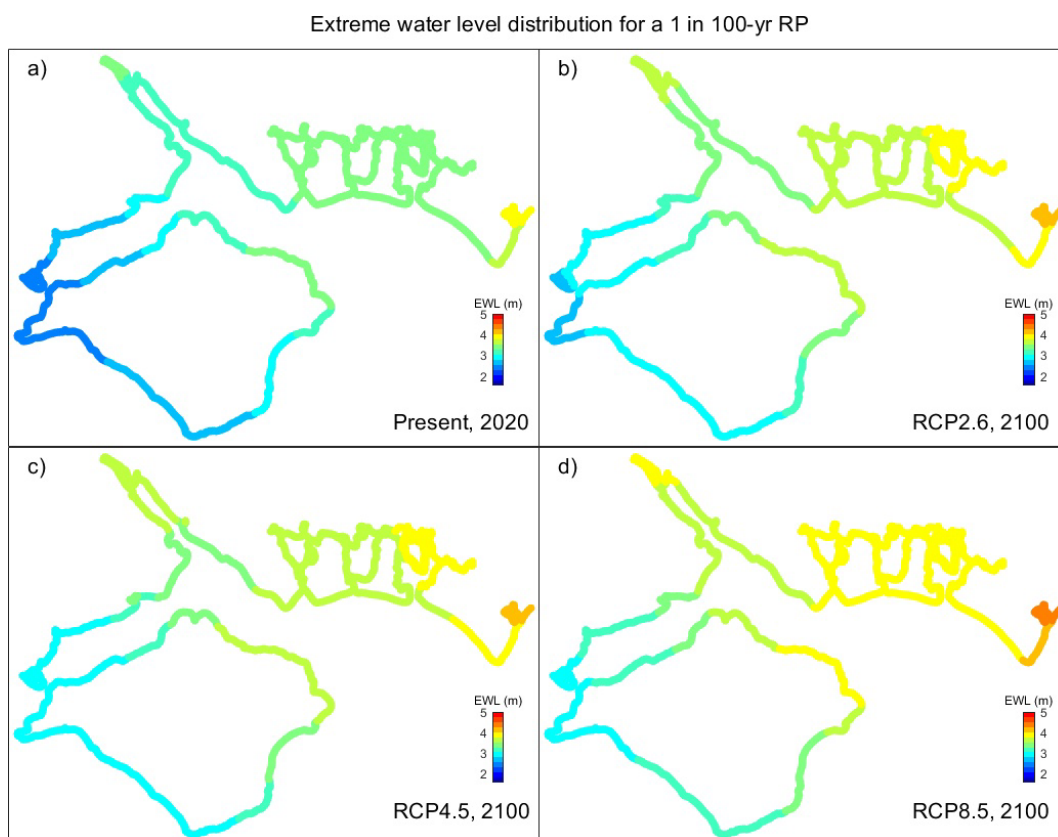 Extreme water level distribution for a 1 in 100-yr RP
a)
EWL (m)
5
4
3
2
Present, 2020
b)
EWL (m)
5
4
3
2
RCP2.6, 2100
c)
EWL (m)
5
4
3
2
RCP4.5, 2100
d)
EWL (m)
5
4
3
2
RCP8.5, 2100